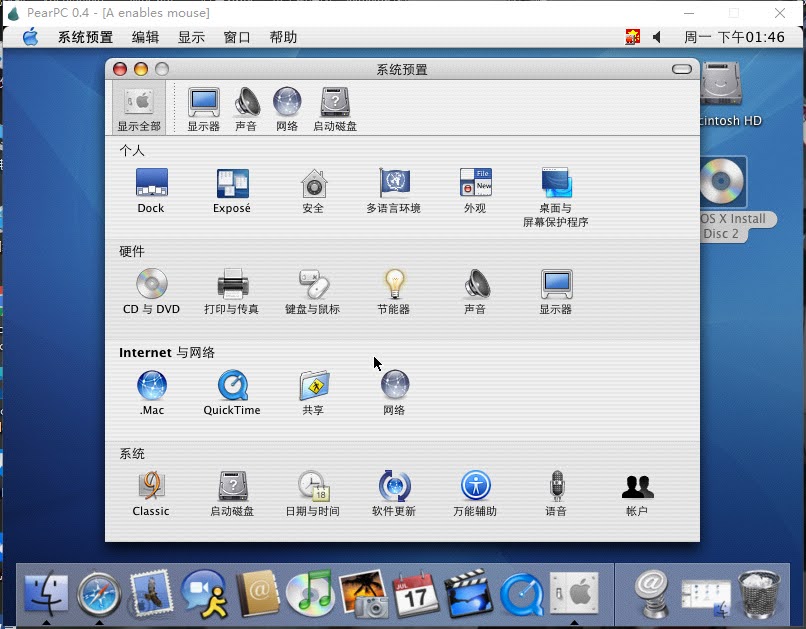 PearPC 0.4 - [A enables mouse]
系统预置 编辑 显示 窗口 帮助 周一 下午01:46
系统预置
显示全部 显示器 声音 网络 启动磁盘
cintosh HD
OS X Install
Disc 2
个人
Dock Exposé 安全 多语言环境 外观 桌面与
屏幕保护程序
File
New
硬件
CD 与 DVD 打印与传真 键盘与鼠标 节能器 声音 显示器
Internet 与网络
.Mac QuickTime 共享 网络
系统
18
Classic 启动磁盘 日期与时间 软件更新 万能辅助 语音 帐户
JUL
17